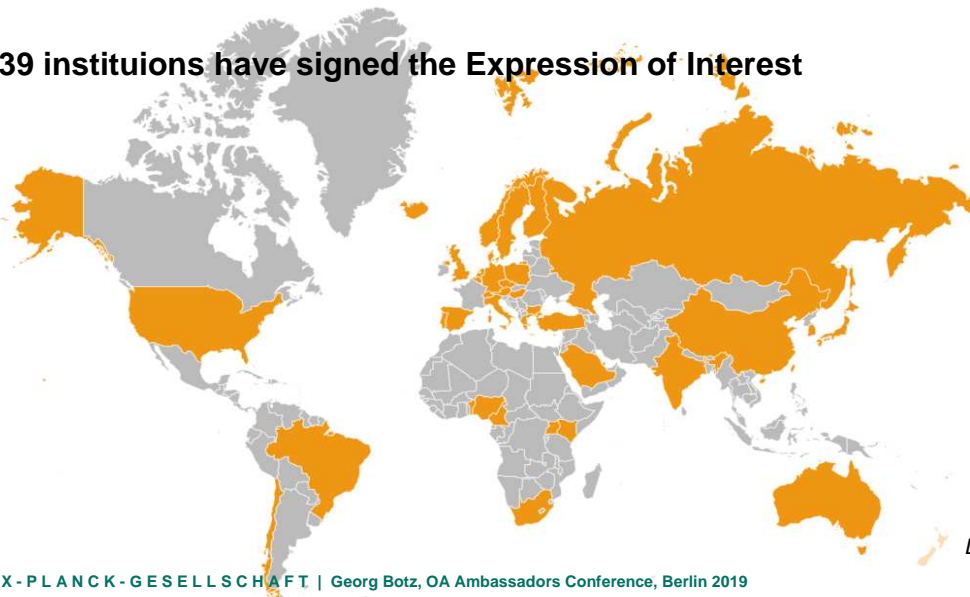 39 instituions have signed the Expression of Interest
X - P L A N C K - G E S E L L S C H A F T | Georg Botz, OA Ambassadors Conference, Berlin 2019